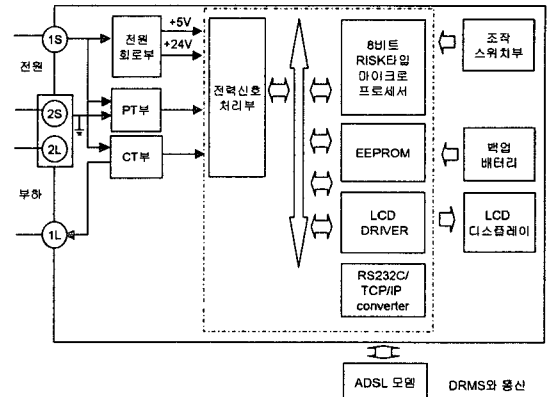 1S
전원
2S
2L
부하
1L
전원
회로부
+5V
+24V
PT부
CT부
전력신호
처리부
8비트
RISK타입
마이크로
프로세서
EEPROM
LCD
DRIVER
RS232C/
TCP/IP
converter
조작
스위치부
백업
배터리
LCD
디스플레이
ADSL 모뎀
DRMS와 통신